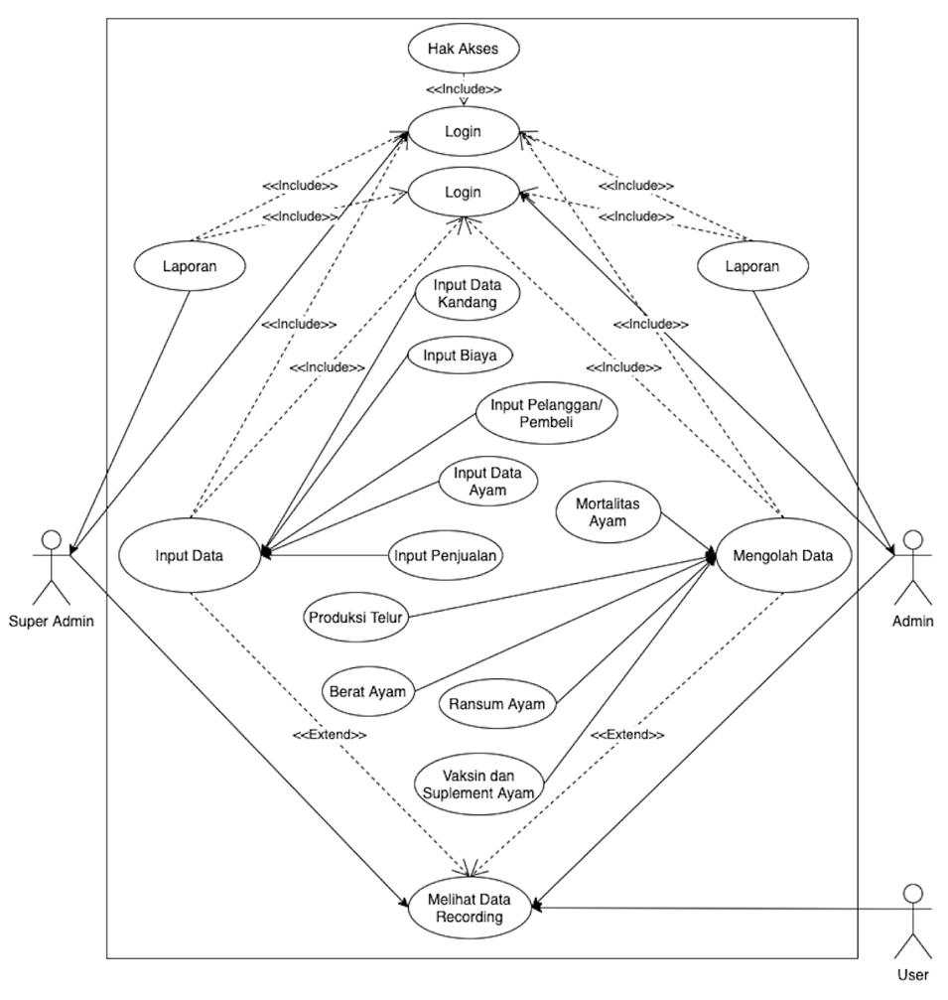 Hak Akses
<<Include>>
Login
<<Include>>
<<Include>>
Login
<<Include>>
<<Include>>
Laporan
Laporan
Input Data
Kandang
<<Include>>
<<Include>>
Input Biaya
<<Include>>
<<Include>>
Input Pelanggan/
Pembeli
Input Data
Ayam
Mortalitas
Ayam
Input Data
Input Penjualan
Mengolah Data
Super Admin
Admin
Produksi Telur
Berat Ayam
Ransum Ayam
<<Extend>>
<<Extend>>
Vaksin dan
Suplement Ayam
Melihat Data
Recording
User